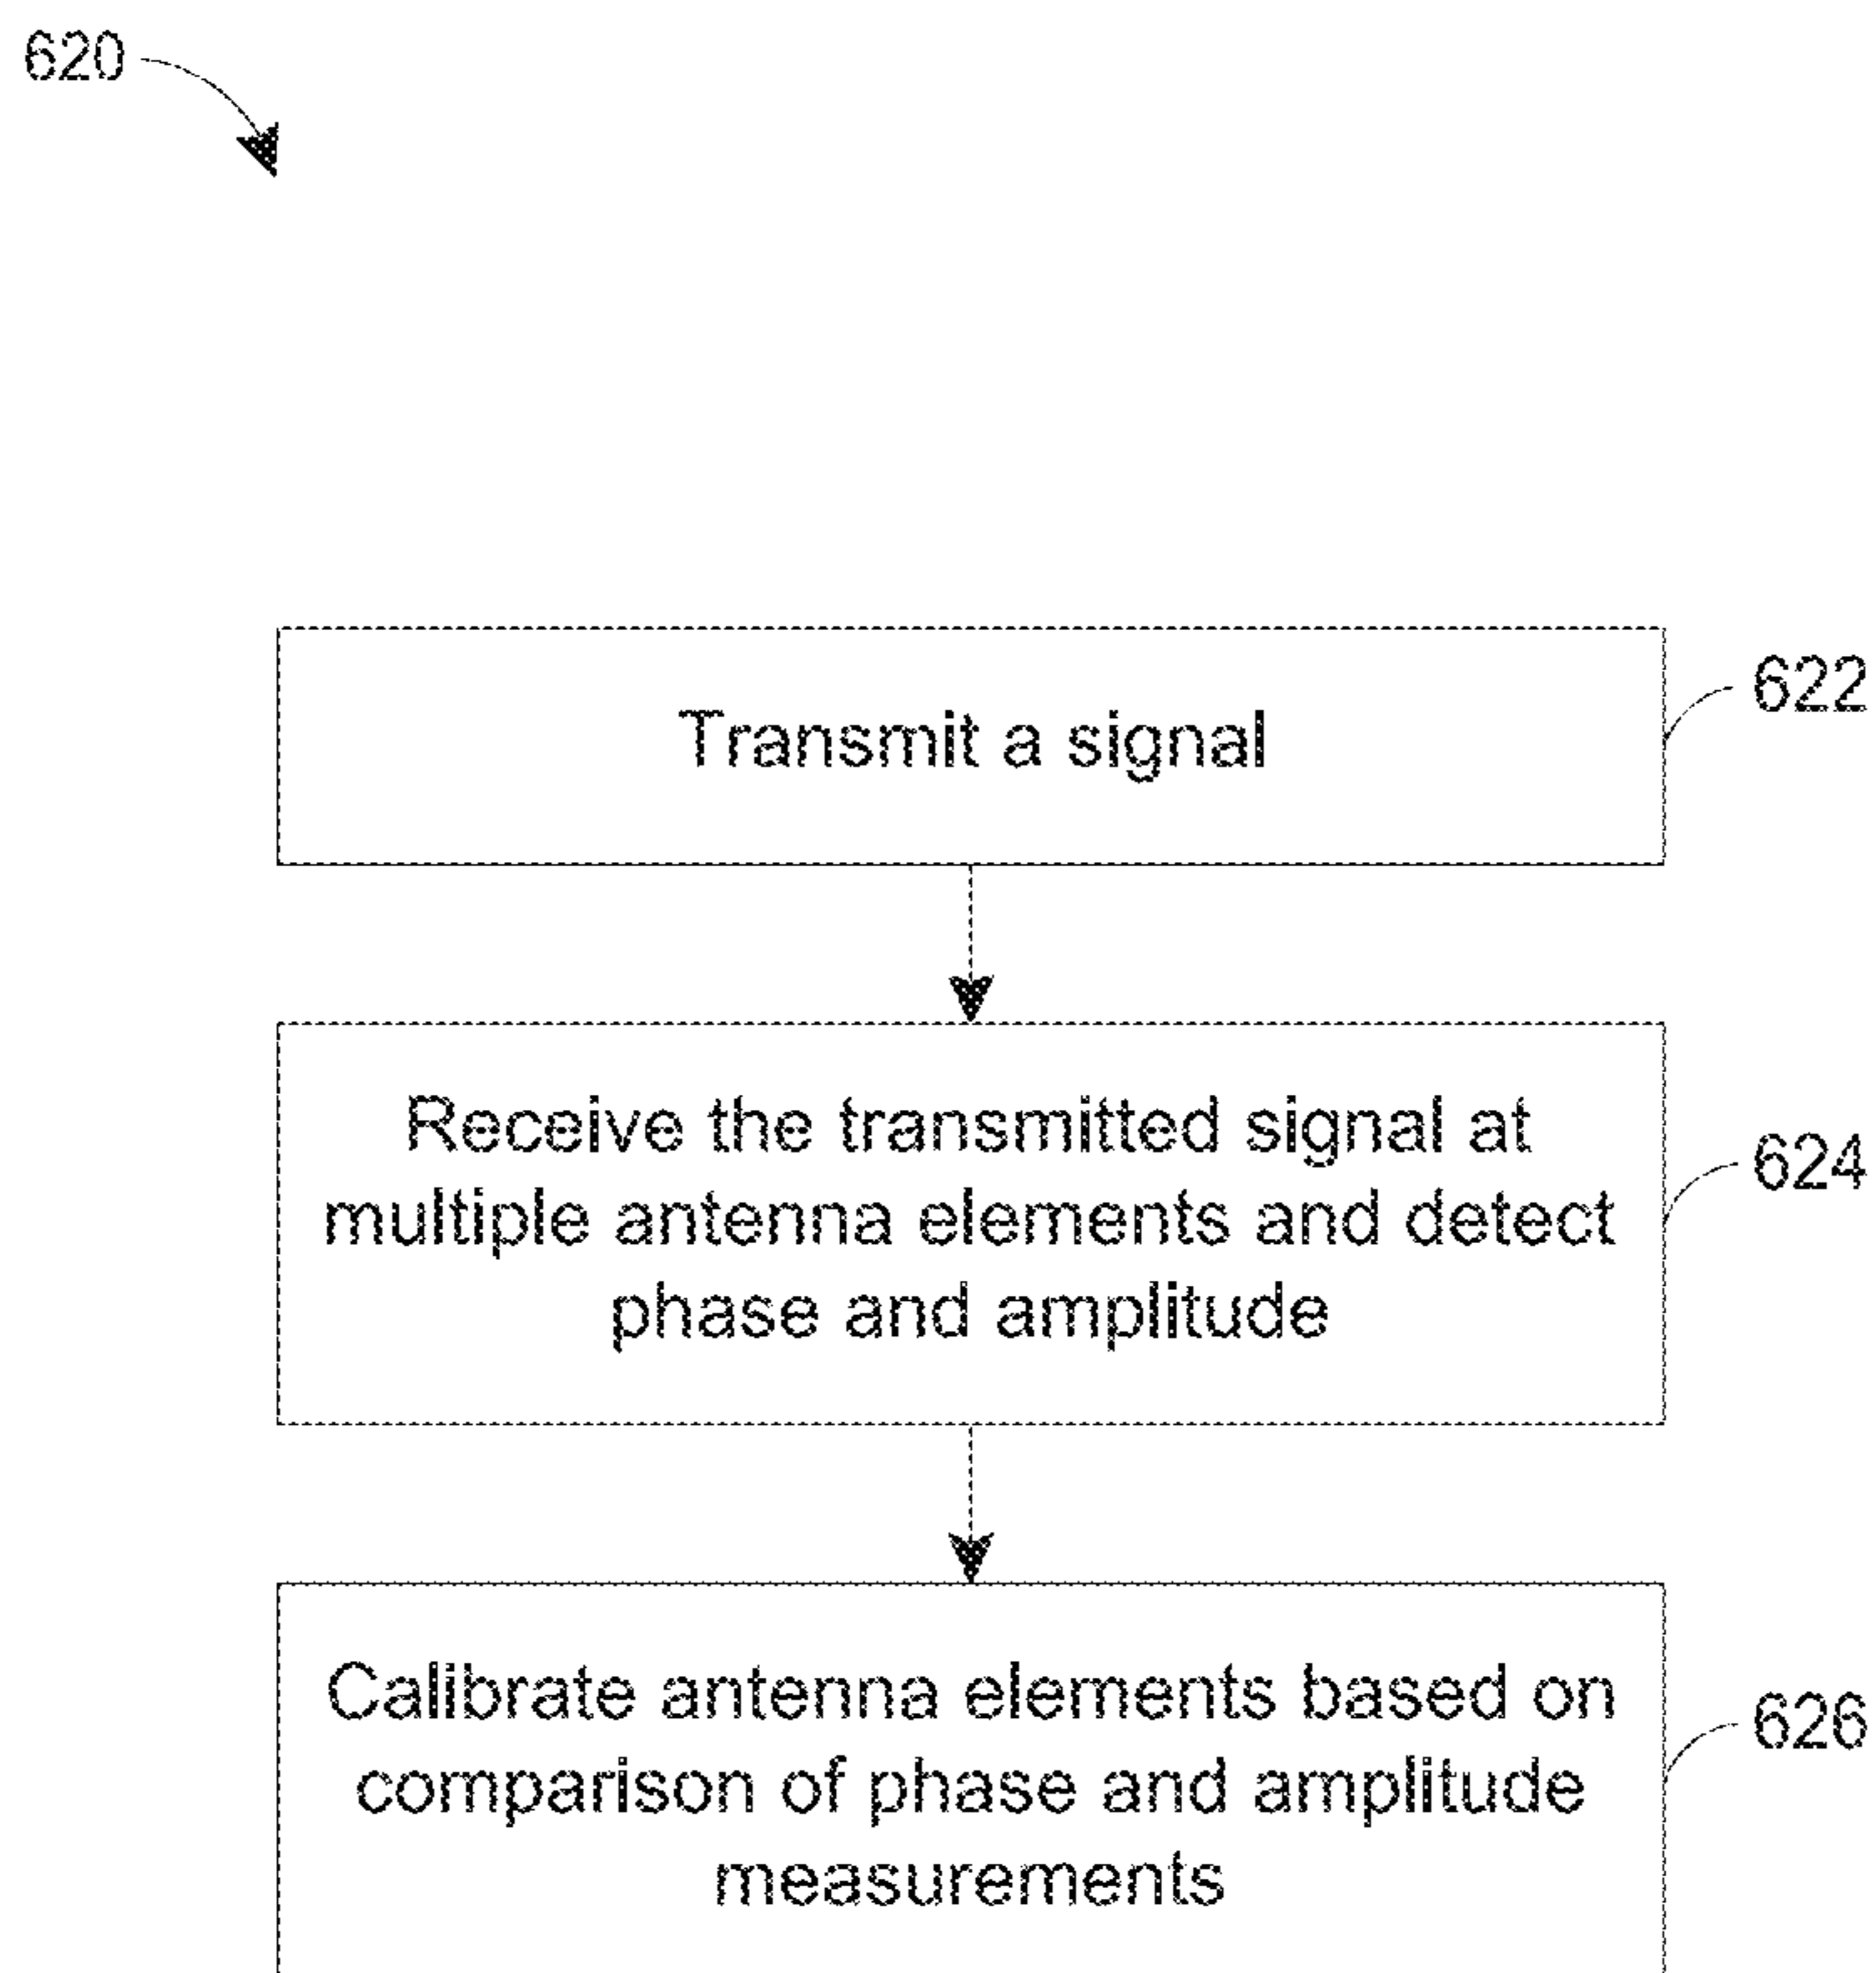 620
Transmit a signal
622
Receive the transmitted signal at
multiple antenna elements and detect
phase and amplitude
624
Calibrate antenna elements based on
comparison of phase and amplitude
measurements
626